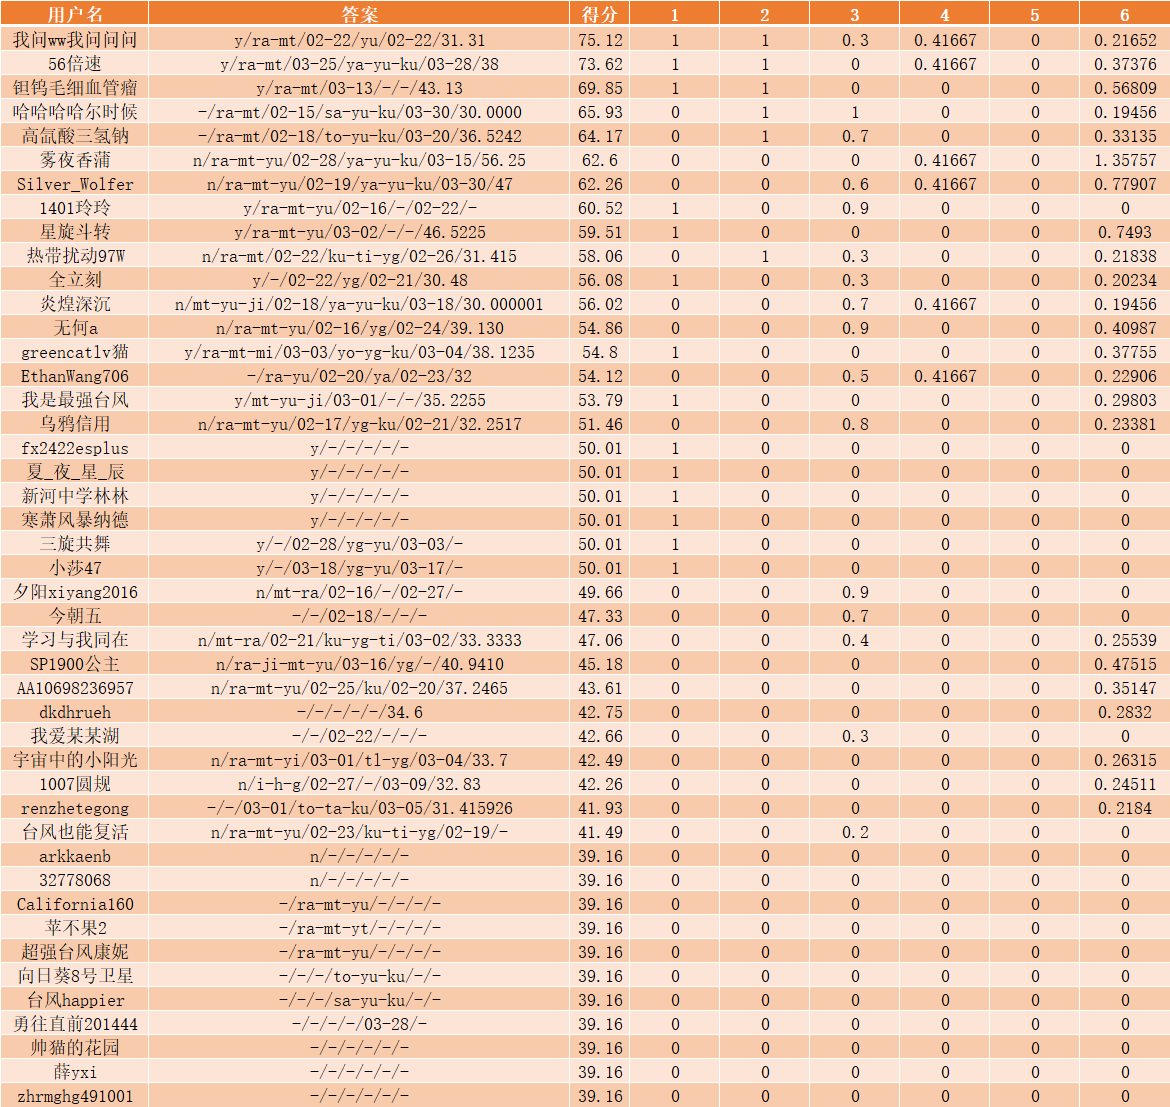 用户名 答案 得分 1 2 3 4 5 6
我问ww我问问问 y/ra-mt/02-22/yu/02-22/31.31 75.12 1 1 0.3 0.41667 0 0.21652
56倍速 y/ra-mt/03-25/ya-yu-ku/03-28/38 73.62 1 1 0 0.41667 0 0.37376
钽钨毛细血管瘤 y/ra-mt/03-13/-/-/43.13 69.85 1 1 0 0 0 0.56809
哈哈哈哈尔时候 -/ra-mt/02-15/sa-yu-ku/03-30/30.0000 65.93 0 1 1 0 0 0.19456
高氙酸三氢钠 -/ra-mt/02-18/to-yu-ku/03-20/36.5242 64.17 0 1 0.7 0 0 0.33135
雾夜香蒲 n/ra-mt-yu/02-28/ya-yu-ku/03-15/56.25 62.6 0 0 0 0.41667 0 1.35757
Silver_Wolfer n/ra-mt-yu/02-19/ya-yu-ku/03-30/47 62.26 0 0 0.6 0.41667 0 0.77907
1401玲玲 y/ra-mt-yu/02-16/-/02-22/- 60.52 1 0 0.9 0 0 0
星旋斗转 y/ra-mt-yu/03-02/-/-/46.5225 59.51 1 0 0 0 0 0.7493
热带扰动97W n/ra-mt/02-22/ku-ti-yg/02-26/31.415 58.06 0 1 0.3 0 0 0.21838
全立刻 y/-/02-22/yg/02-21/30.48 56.08 1 0 0.3 0 0 0.20234
炎煌深沉 n/mt-yu-ji/02-18/ya-yu-ku/03-18/30.000001 56.02 0 0 0.7 0.41667 0 0.19456
无何a n/ra-mt-yu/02-16/yg/02-24/39.130 54.86 0 0 0.9 0 0 0.40987
greencatlv猫 y/ra-mt-mi/03-03/yo-yg-ku/03-04/38.1235 54.8 1 0 0 0 0 0.37755
EthanWang706 -/ra-yu/02-20/ya/02-23/32 54.12 0 0 0.5 0.41667 0 0.22906
我是最强台风 y/mt-yu-ji/03-01/-/-/35.2255 53.79 1 0 0 0 0 0.29803
乌鸦信用 n/ra-mt-yu/02-17/yg-ku/02-21/32.2517 51.46 0 0 0.8 0 0 0.23381
fx2422esplus y/-/-/-/-/- 50.01 1 0 0 0 0 0
夏_夜_星_辰 y/-/-/-/-/- 50.01 1 0 0 0 0 0
新河中学林林 y/-/-/-/-/- 50.01 1 0 0 0 0 0
寒萧风暴纳德 y/-/-/-/-/- 50.01 1 0 0 0 0 0
三旋共舞 y/-/02-28/yg-yu/03-03/- 50.01 1 0 0 0 0 0
小莎47 y/-/03-18/yg-yu/03-17/- 50.01 1 0 0 0 0 0
夕阳xiyang2016 n/mt-ra/02-16/-/02-27/- 49.66 0 0 0.9 0 0 0
今朝五 -/-/02-18/-/-/- 47.33 0 0 0.7 0 0 0
学习与我同在 n/mt-ra/02-21/ku-yg-ti/03-02/33.3333 47.06 0 0 0.4 0 0 0.25539
SP1900公主 n/ra-ji-mt-yu/03-16/yg/-/40.9410 45.18 0 0 0 0 0 0.47515
AA10698236957 n/ra-mt-yu/02-25/ku/02-20/37.2465 43.61 0 0 0 0 0 0.35147
dkdhrueh -/-/-/-/-/34.6 42.75 0 0 0 0 0 0.2832
我爱某某湖 -/-/02-22/-/-/- 42.66 0 0 0.3 0 0 0
宇宙中的小阳光 n/ra-mt-yi/03-01/tl-yg/03-04/33.7 42.49 0 0 0 0 0 0.26315
1007圆规 n/i-h-g/02-27/-/03-09/32.83 42.26 0 0 0 0 0 0.24511
renzhetegong -/-/03-01/to-ta-ku/03-05/31.415926 41.93 0 0 0 0 0 0.2184
台风也能复活 n/ra-mt-yu/02-23/ku-ti-yg/02-19/- 41.49 0 0 0.2 0 0 0
arkkaenb n/-/-/-/-/- 39.16 0 0 0 0 0 0
32778068 n/-/-/-/-/- 39.16 0 0 0 0 0 0
California160 -/ra-mt-yu/-/-/-/- 39.16 0 0 0 0 0 0
苹不果2 -/ra-mt-yt/-/-/-/- 39.16 0 0 0 0 0 0
超强台风康妮 -/ra-mt-yu/-/-/-/- 39.16 0 0 0 0 0 0
向日葵8号卫星 -/-/-/to-yu-ku/-/- 39.16 0 0 0 0 0 0
台风happier -/-/-/sa-yu-ku/-/- 39.16 0 0 0 0 0 0
勇往直前201444 -/-/-/-/03-28/- 39.16 0 0 0 0 0 0
帅猫的花园 -/-/-/-/-/- 39.16 0 0 0 0 0 0
薛yxi -/-/-/-/-/- 39.16 0 0 0 0 0 0
zhrmghg491001 -/-/-/-/-/- 39.16 0 0 0 0 0 0